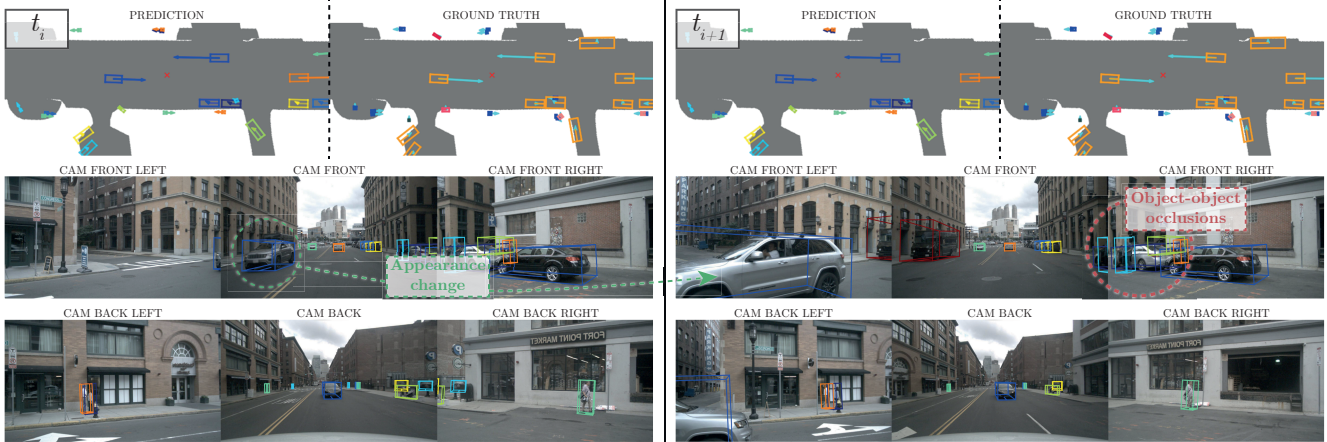 t_i
PREDICTION
GROUND TRUTH
CAM FRONT LEFT
CAM FRONT
CAM FRONT RIGHT
Appearance
change
CAM BACK LEFT
CAM BACK
CAM BACK RIGHT
FORT POINT MARKET
t_{i+1}
PREDICTION
GROUND TRUTH
CAM FRONT LEFT
CAM FRONT
CAM FRONT RIGHT
Object-object
occlusions
CAM BACK LEFT
CAM BACK
CAM BACK RIGHT
FORT POINT MARKET